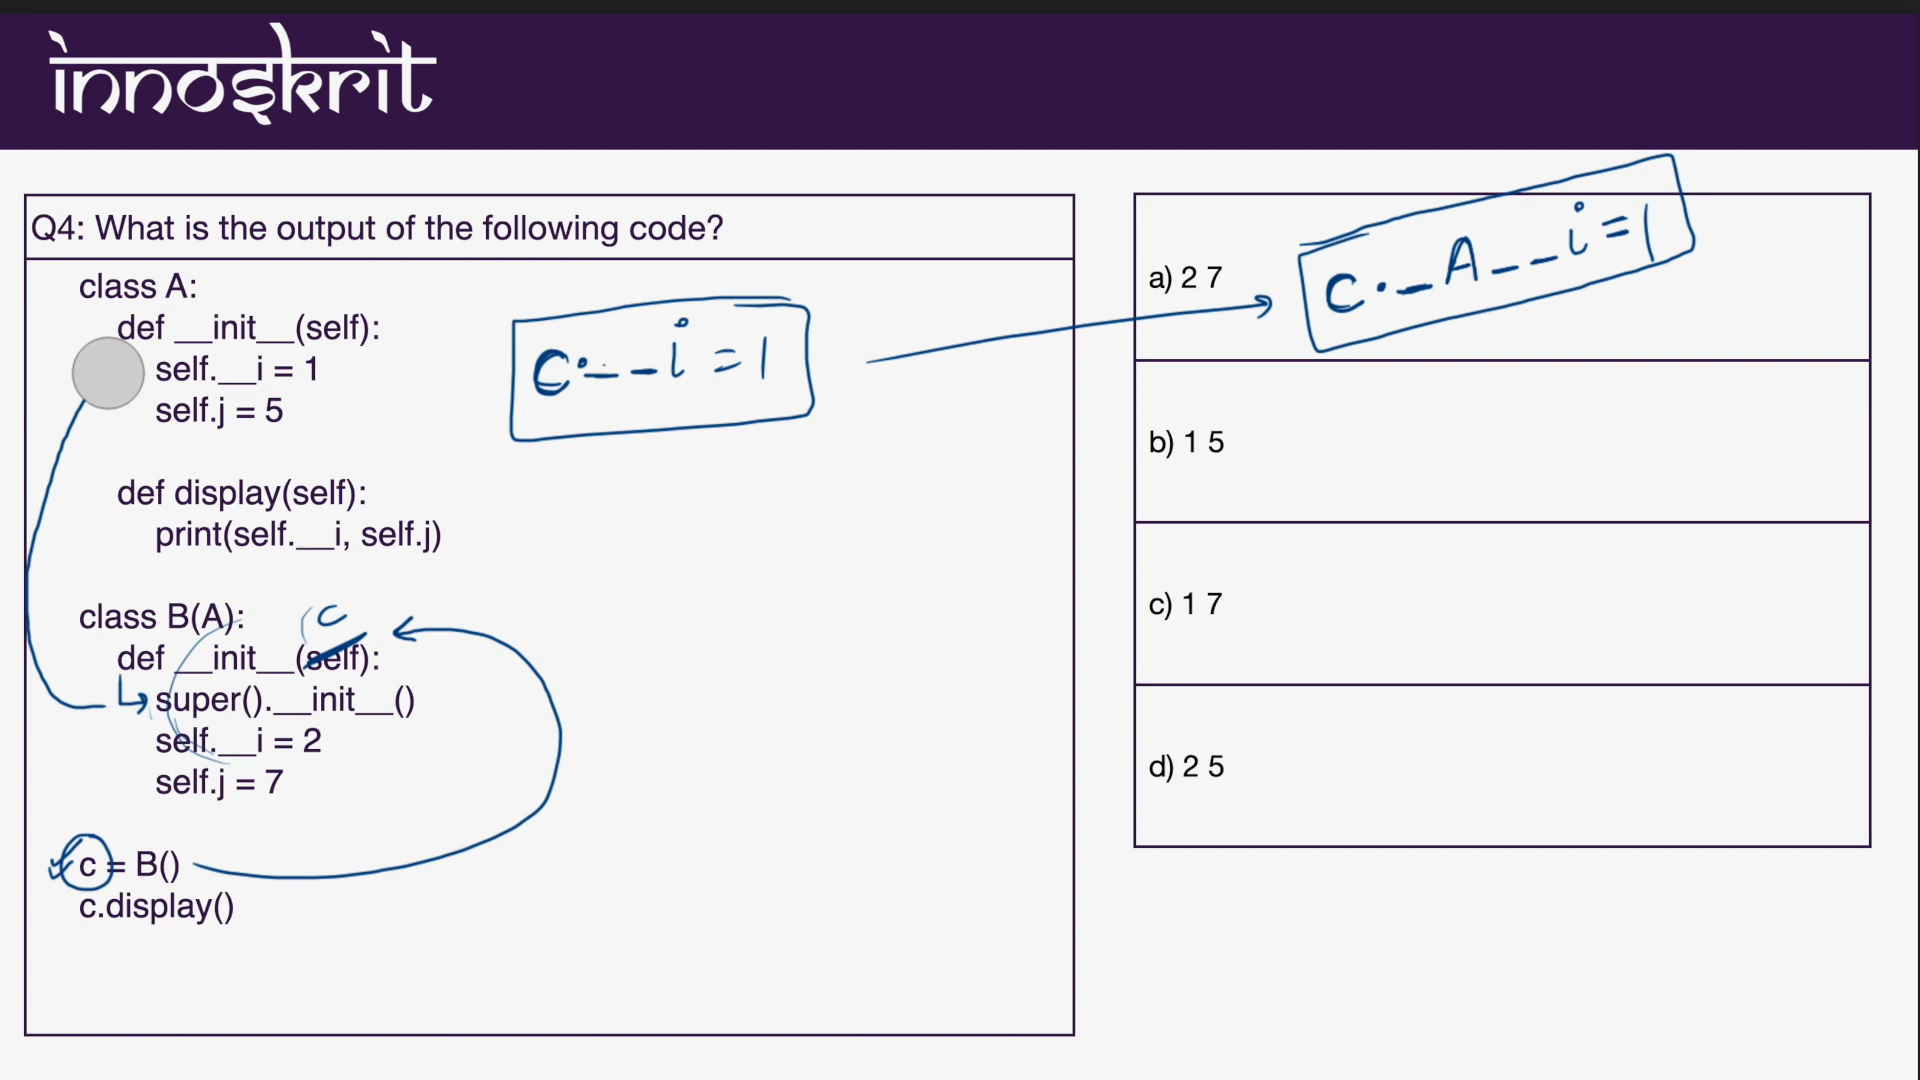 innoskrit
Q4: What is the output of the following code?
class A:
def __init__(self):
self.__i = 1
self.j = 5
def display(self):
print(self.__i, self.j)
class B(A):
def __init__(self):
super().__init__()
self.__i = 2
self.j = 7
c = B()
c.display()
c.__i = 1
c
a) 2 7
c._A__i = 1
b) 1 5
c) 1 7
d) 2 5